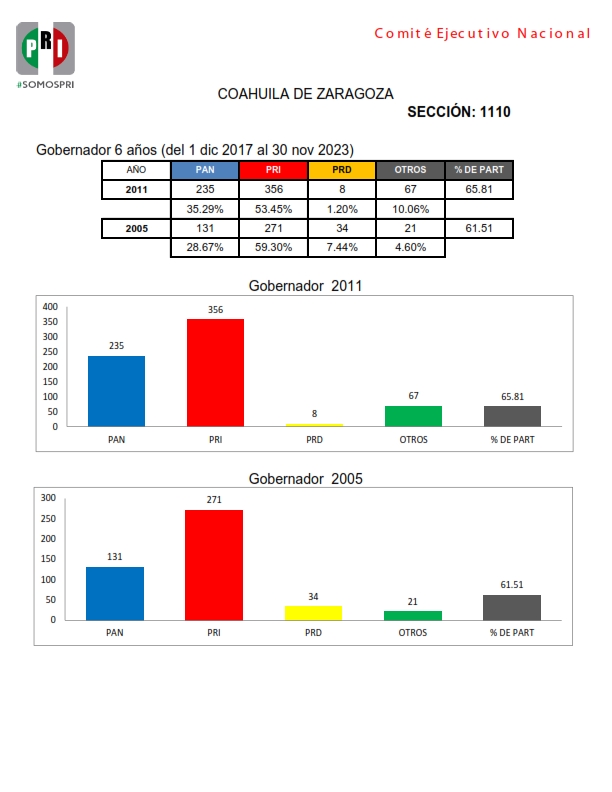 Comité Ejecutivo Nacional
PRI
#SOMOSPRI
COAHUILA DE ZARAGOZA
SECCIÓN: 1110
Gobernador 6 años (del 1 dic 2017 al 30 nov 2023)
AÑO PAN PRI PRD OTROS % DE PART
2011 235 356 8 67 65.81
35.29% 53.45% 1.20% 10.06%
2005 131 271 34 21 61.51
28.67% 59.30% 7.44% 4.60%
Gobernador 2011
400
350
300
250
200
150
100
50
0
235
356
8
67
65.81
PAN PRI PRD OTROS % DE PART
Gobernador 2005
300
250
200
150
100
50
0
131
271
34
21
61.51
PAN PRI PRD OTROS % DE PART